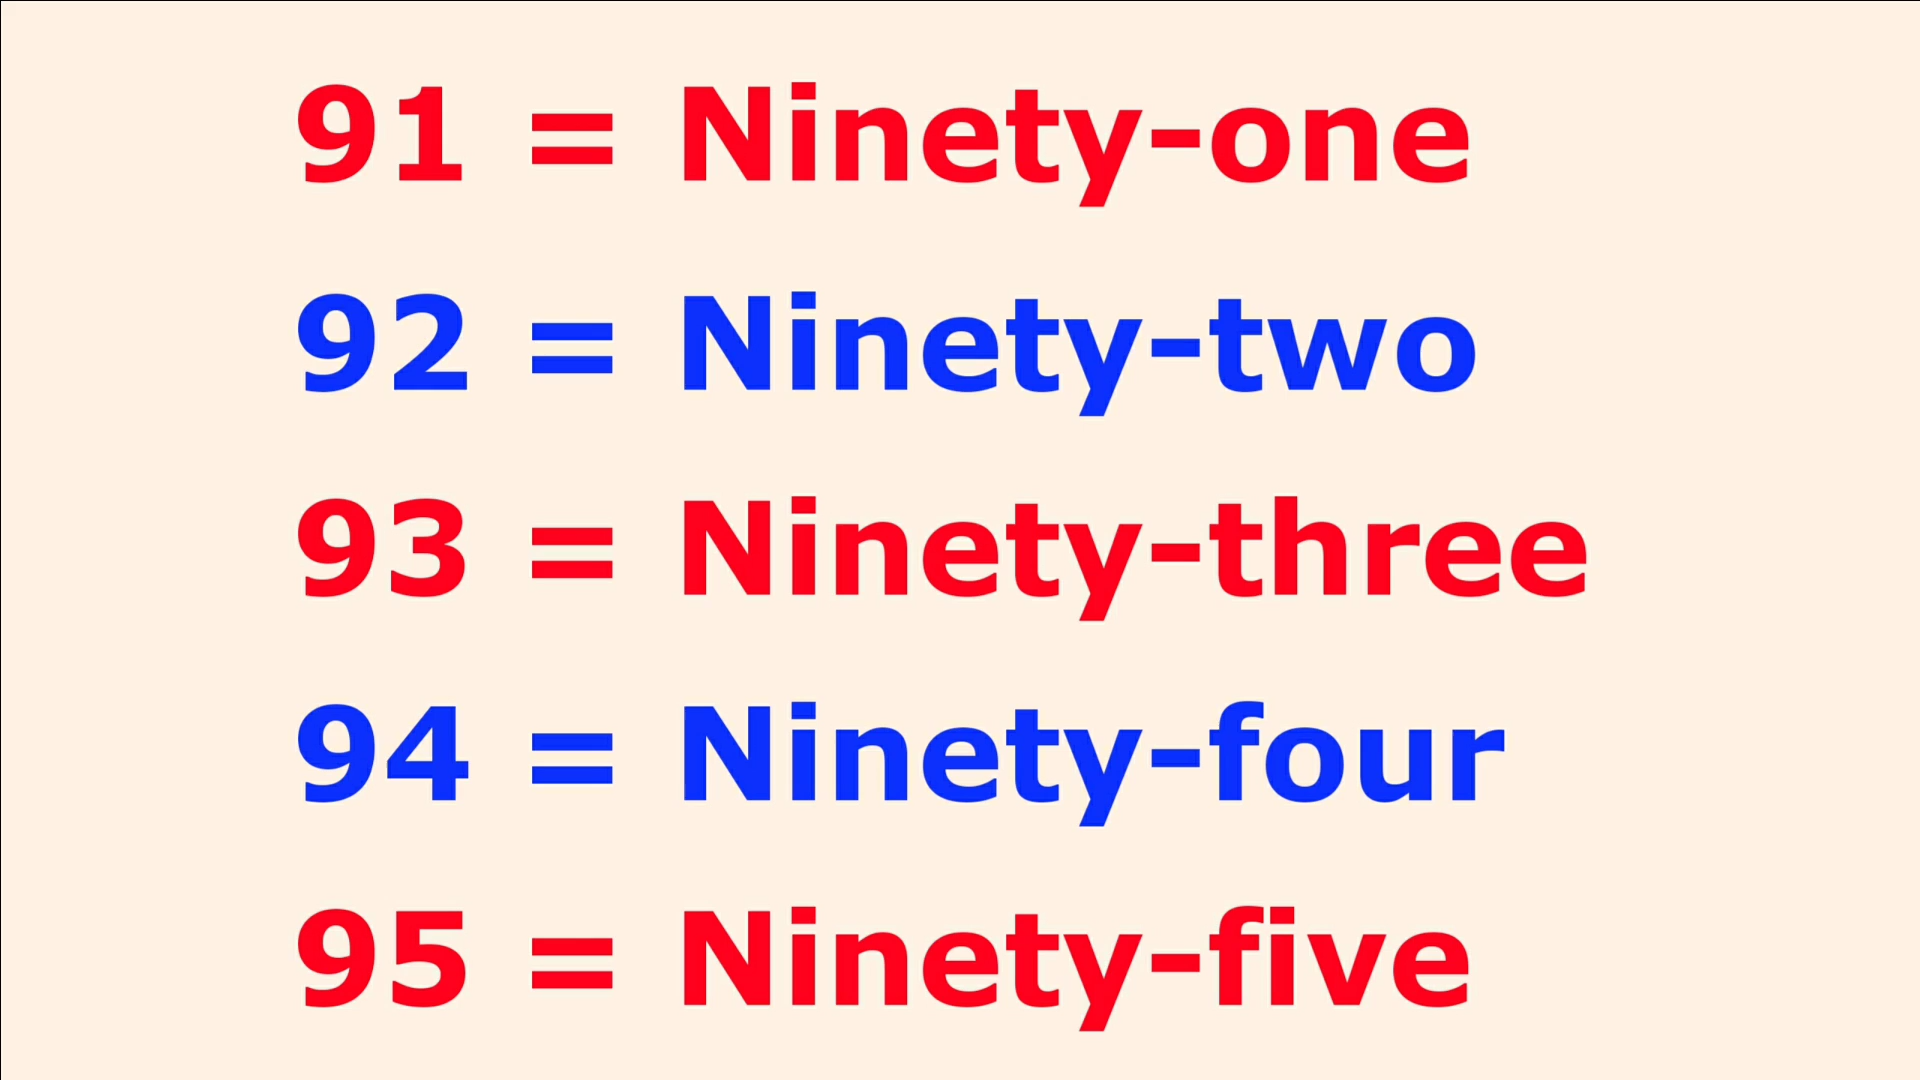 91 = Ninety-one
92 = Ninety-two
93 = Ninety-three
94 = Ninety-four
95 = Ninety-five